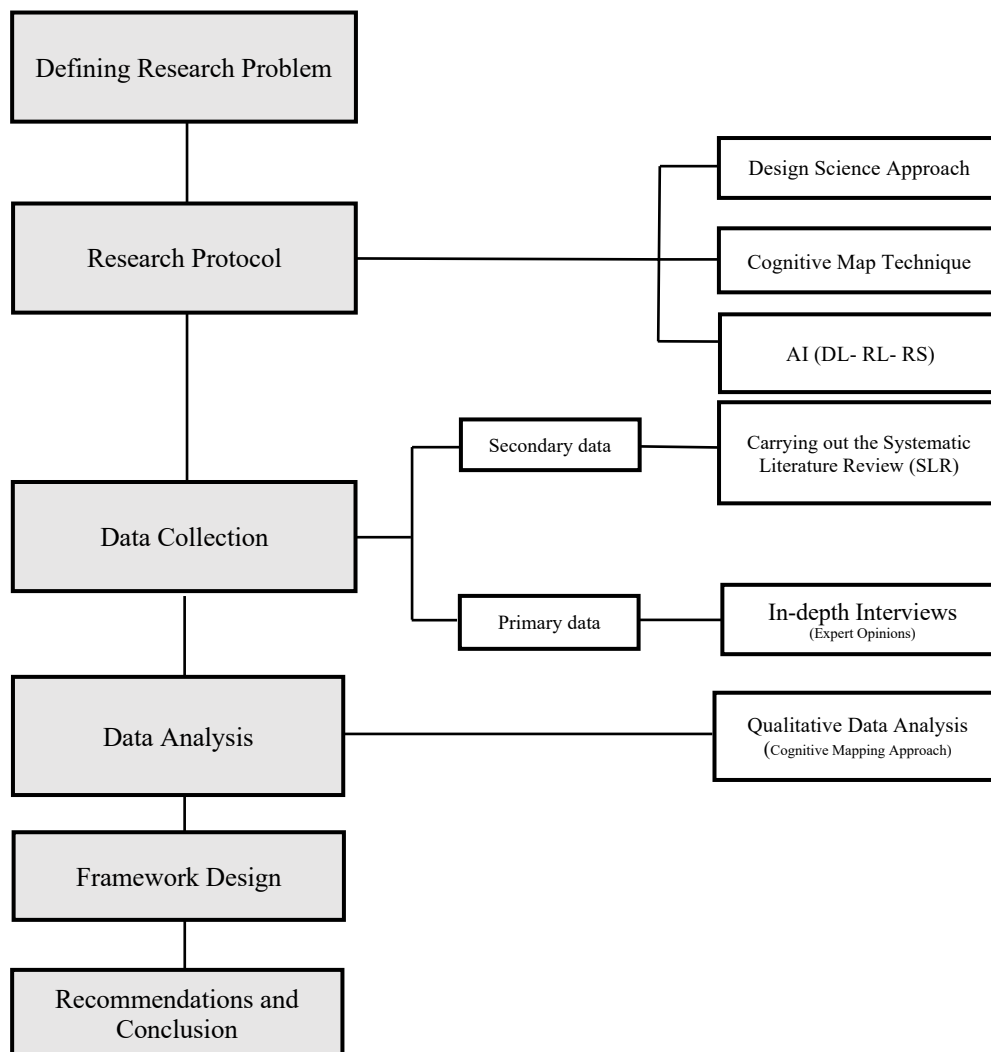 Defining Research Problem
Design Science Approach
Research Protocol
Cognitive Map Technique
AI (DL- RL- RS)
Secondary data
Carrying out the Systematic
Literature Review (SLR)
Data Collection
Primary data
In-depth Interviews
(Expert Opinions)
Data Analysis
Qualitative Data Analysis
(Cognitive Mapping Approach)
Framework Design
Recommendations and
Conclusion